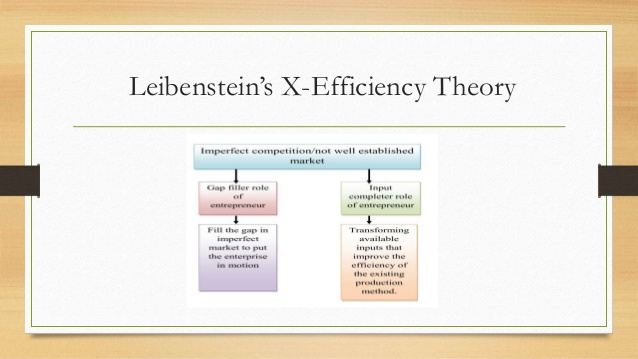 Leibenstein's X-Efficiency Theory
Imperfect competition/not well established
market
Gap filler role
of
entrepreneur
Input
completer role
of entrepreneur
Fill the gap in
imperfect
market to put
the enterprise
in motion
Transforming
available
inputs that
improve the
efficiency of
the existing
production
method.